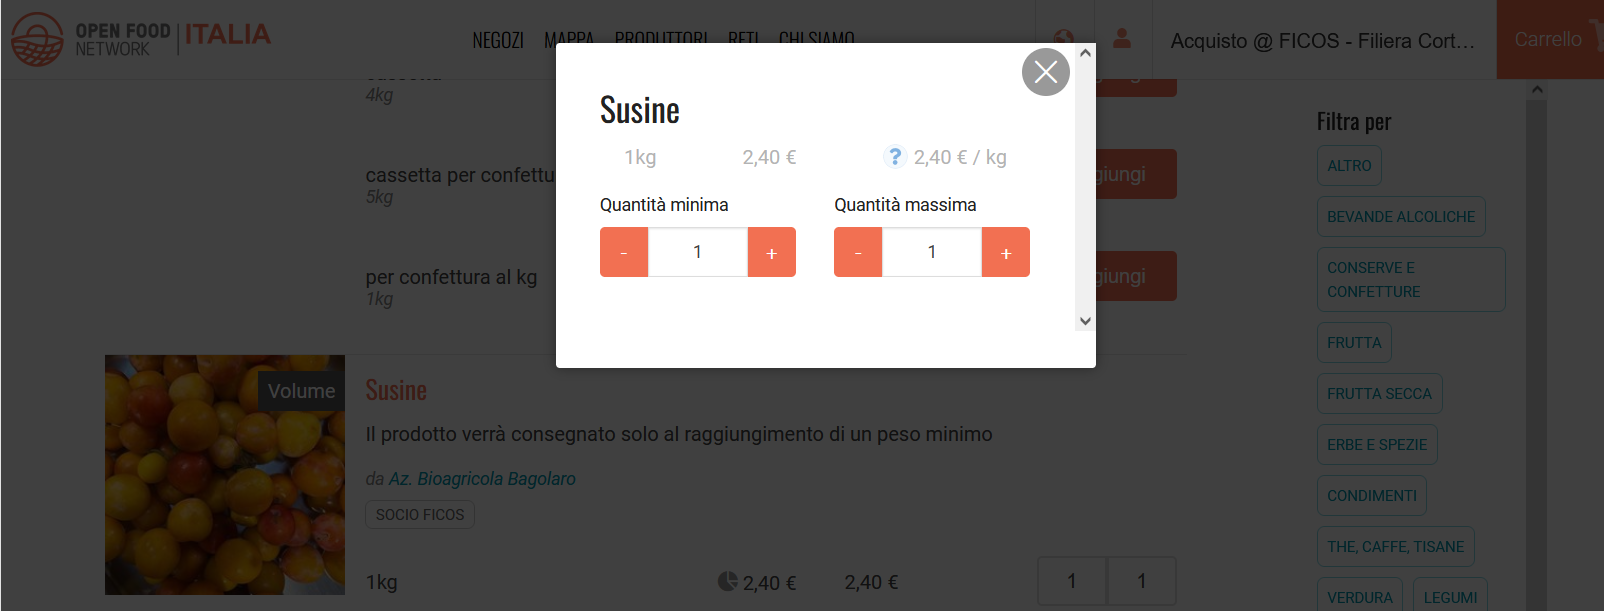 OPEN FOOD
NETWORK
ITALIA
NEGOZI MAPPA PRODUTTORI RETI CHI SIAMO
Acquisto @ FICOS - Filiera Cort...
Carrello
4kg
cassetta per confettu
5kg
giungi
per confettura al kg
1kg
giungi
Susine
1kg 2,40 € ? 2,40 € / kg
Quantità minima Quantità massima
- 1 + - 1 +
Volume
Susine
Il prodotto verrà consegnato solo al raggiungimento di un peso minimo
da Az. Bioagricola Bagolaro
SOCIO FICOS
1kg 2,40 € 2,40 € 1 1
Filtra per
ALTRO
BEVANDE ALCOLICHE
CONSERVE E
CONFETTURE
FRUTTA
FRUTTA SECCA
ERBE E SPEZIE
CONDIMENTI
THE, CAFFE, TISANE
VERDURA LEGUMI